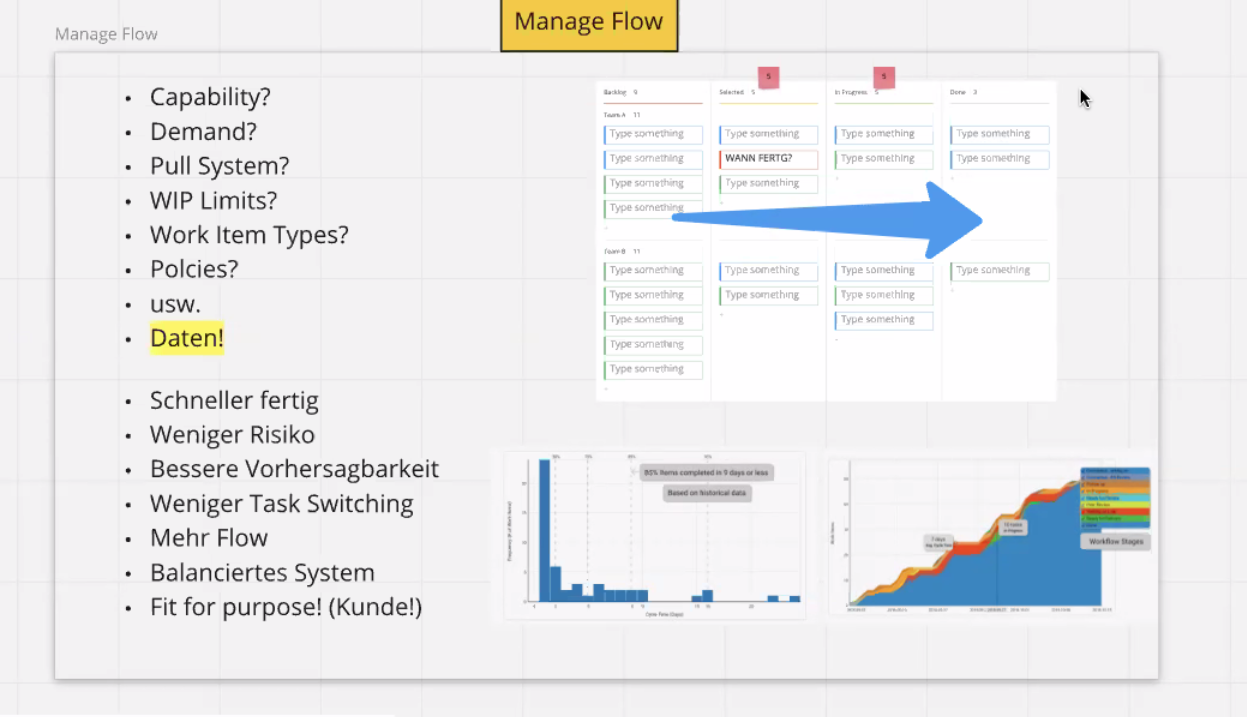 Manage Flow
Manage Flow
• Capability?
• Demand?
• Pull System?
• WIP Limits?
• Work Item Types?
• Polcies?
• usw.
• Daten!
• Schneller fertig
• Weniger Risiko
• Bessere Vorhersagbarkeit
• Weniger Task Switching
• Mehr Flow
• Balanciertes System
• Fit for purpose! (Kunde!)
5 5
Backlog 9 Selected 5 In Progress 5 Done 3
Team A 11
Type something Type something Type something Type something
Type something WANN FERTG? Type something Type something
Type something Type something
Type something
Team B 11
Type something Type something Type something Type something
Type something Type something Type something
Type something Type something
Type something
Type something
85% items completed in 9 days or less
Based on historical data
Cycle Time (Days)
7 days
Workflow Stages